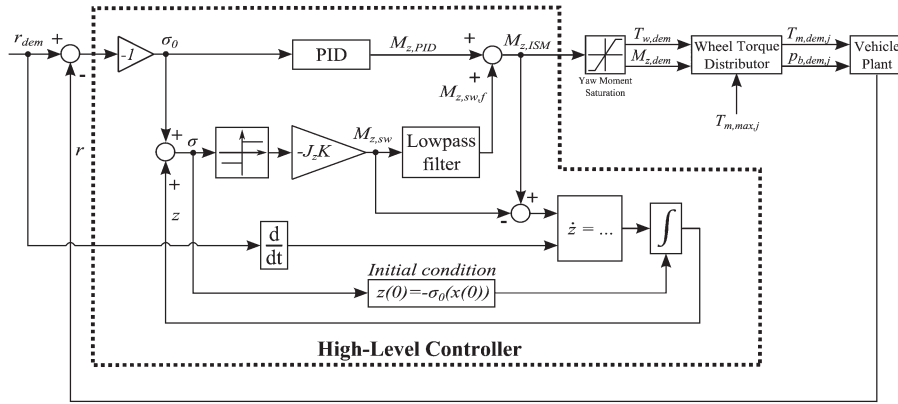 r_dem
+
-
-1
σ_0
PID
M_z,PID
+
+
M_z,ISM
M_z,sw,f
Yaw Moment
Saturation
T_w,dem
M_z,dem
Wheel Torque
Distributor
T_m,max,j
T_m,dem,j
p_b,dem,j
Vehicle
Plant
r
+
σ
+
z
-J_zK
M_z,sw
Lowpass
filter
+
-
d
dt
ż = ...
∫
Initial condition
z(0)=-σ_0(x(0))
High-Level Controller